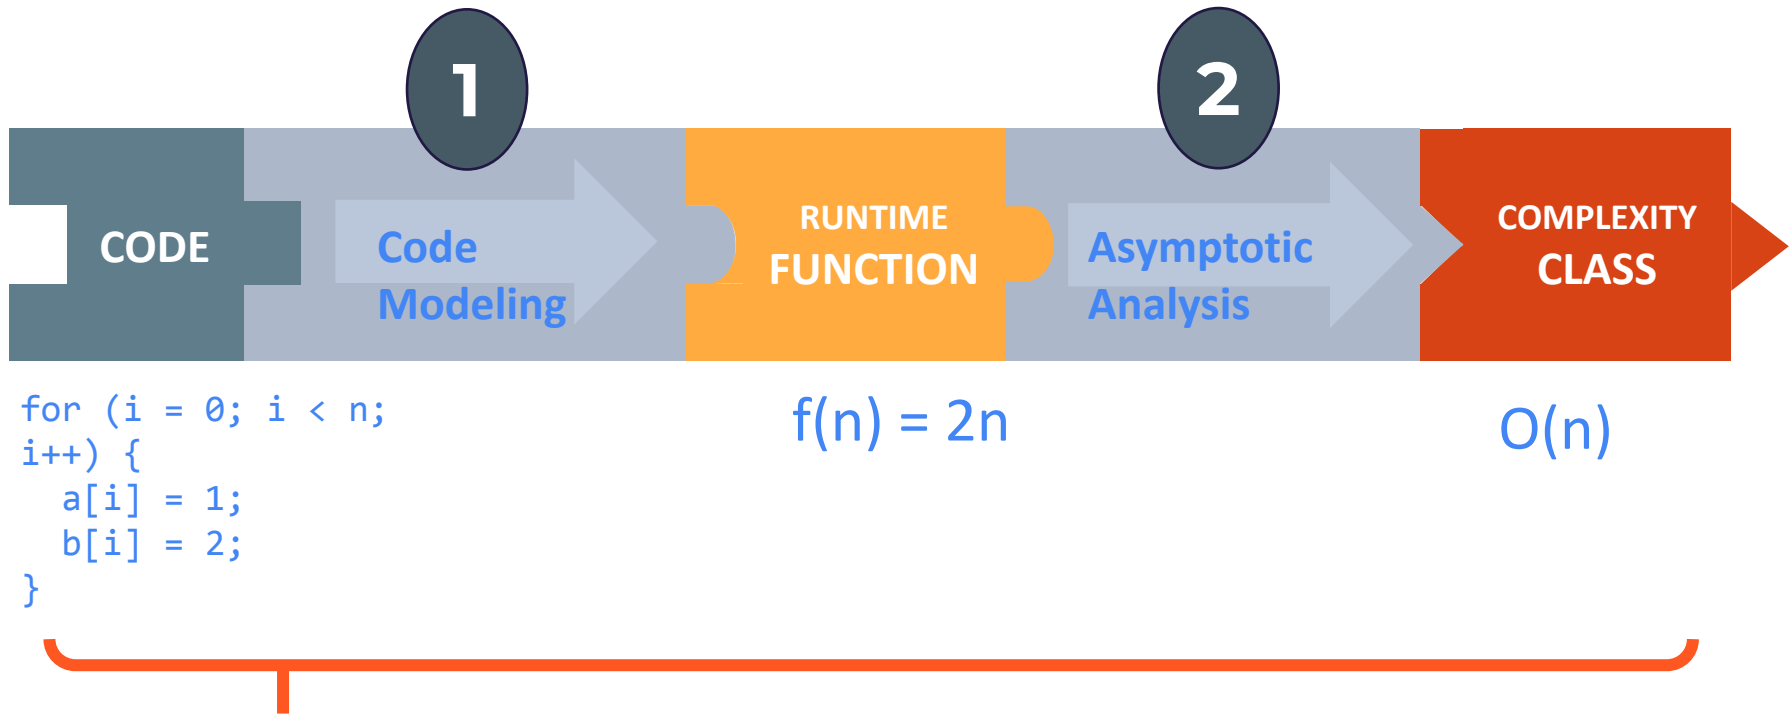 1
2
CODE
Code
Modeling
RUNTIME
FUNCTION
Asymptotic
Analysis
COMPLEXITY
CLASS
for (i = 0; i < n;
i++) {
  a[i] = 1;
  b[i] = 2;
}
f(n) = 2n
O(n)